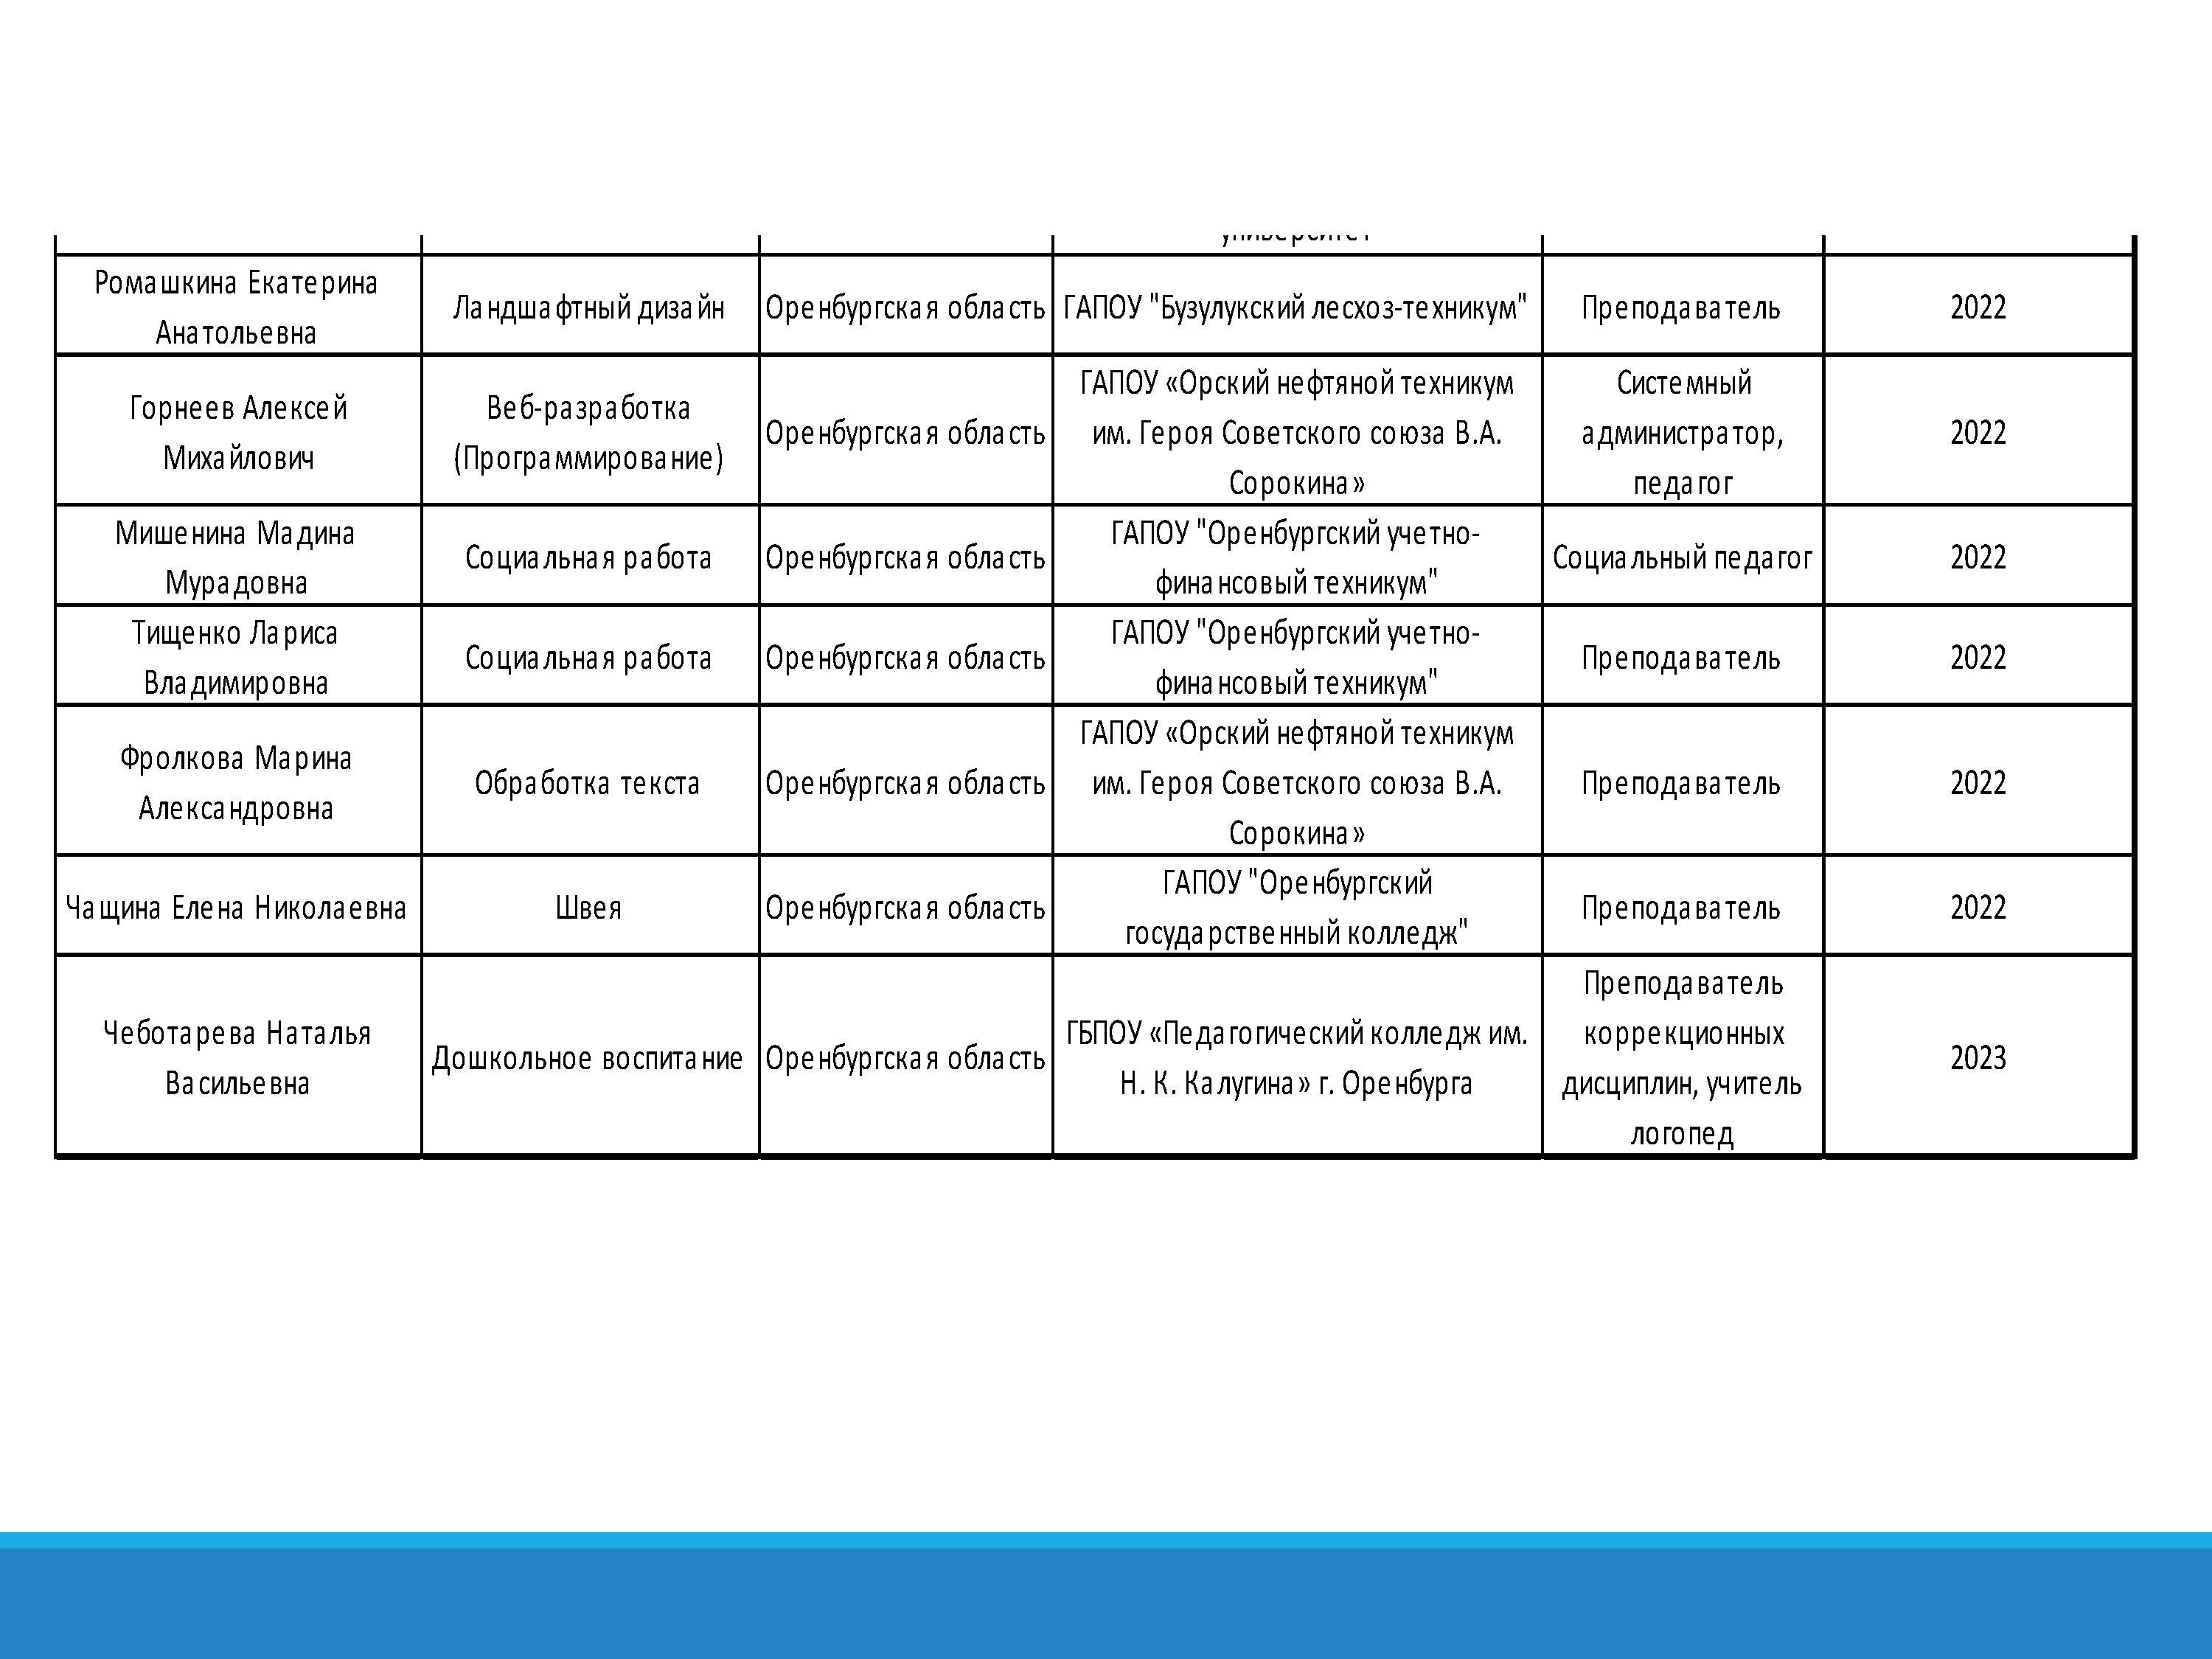 университет
Ромашкина Екатерина
Анатольевна
Ландшафтный дизайн
Оренбургская область
ГАПОУ "Бузулукский лесхоз-техникум"
Преподаватель
2022
Горнеев Алексей
Михайлович
Веб-разработка
(Программирование)
Оренбургская область
ГАПОУ «Орский нефтяной техникум
им. Героя Советского союза В.А.
Сорокина»
Системный
администратор,
педагог
2022
Мишенина Мадина
Мурадовна
Социальная работа
Оренбургская область
ГАПОУ "Оренбургский учетно-
финансовый техникум"
Социальный педагог
2022
Тищенко Лариса
Владимировна
Социальная работа
Оренбургская область
ГАПОУ "Оренбургский учетно-
финансовый техникум"
Преподаватель
2022
Фролкова Марина
Александровна
Обработка текста
Оренбургская область
ГАПОУ «Орский нефтяной техникум
им. Героя Советского союза В.А.
Сорокина»
Преподаватель
2022
Чащина Елена Николаевна
Швея
Оренбургская область
ГАПОУ "Оренбургский
государственный колледж"
Преподаватель
2022
Чеботарева Наталья
Васильевна
Дошкольное воспитание
Оренбургская область
ГБПОУ «Педагогический колледж им.
Н. К. Калугина» г. Оренбурга
Преподаватель
коррекционных
дисциплин, учитель
логопед
2023